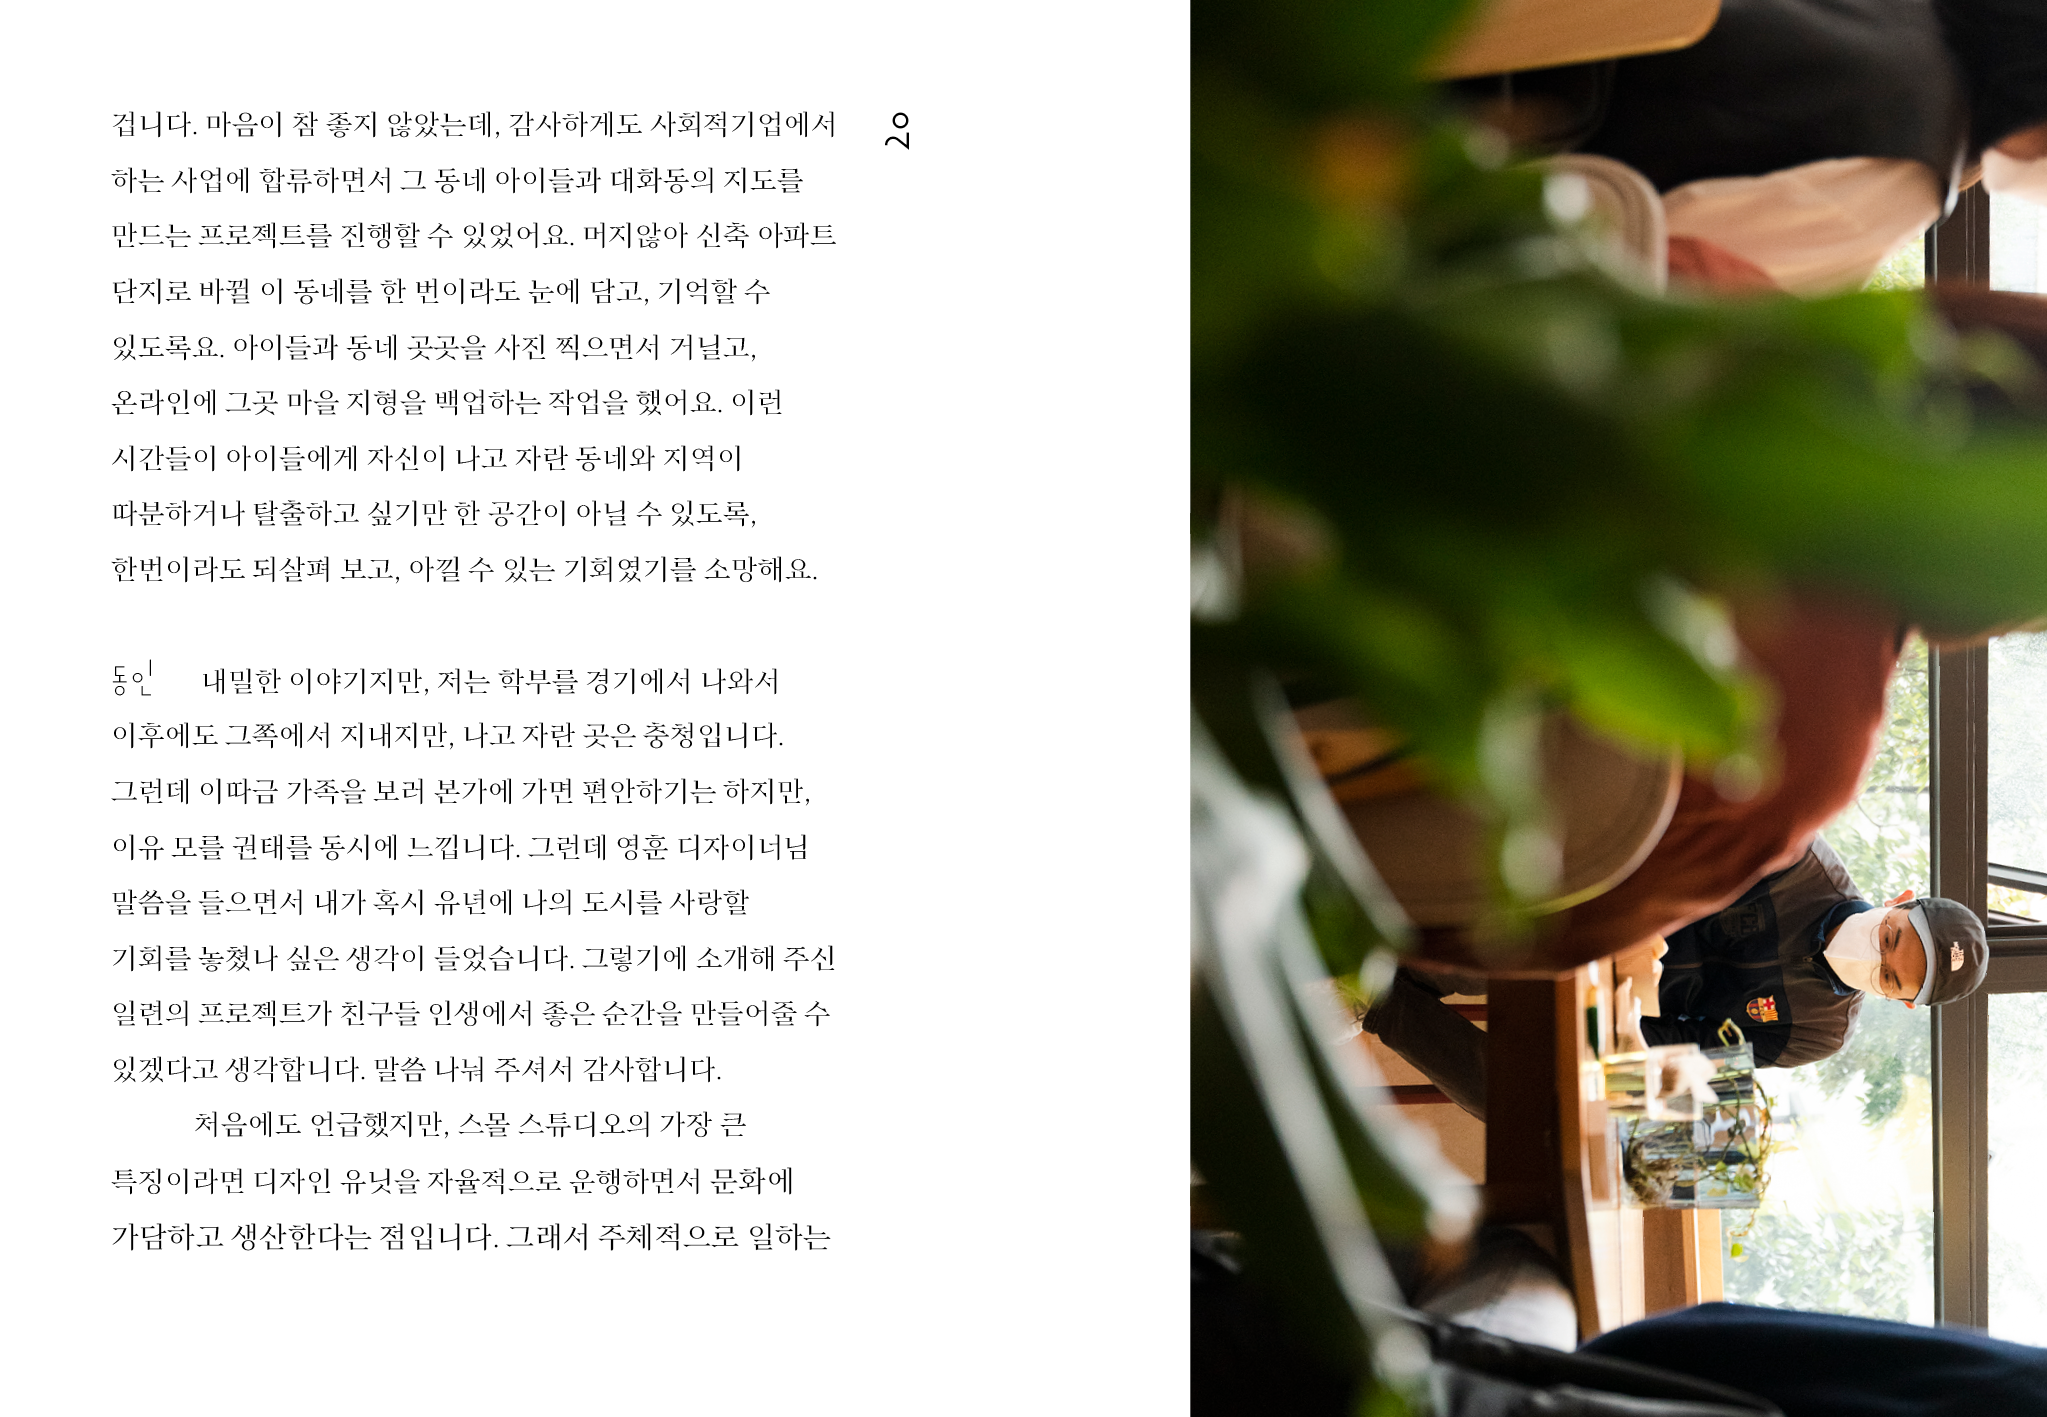 겁니다. 마음이 참 좋지 않았는데, 감사하게도 사회적기업에서
하는 사업에 합류하면서 그 동네 아이들과 대화동의 지도를
만드는 프로젝트를 진행할 수 있었어요. 머지않아 신축 아파트
단지로 바뀔 이 동네를 한 번이라도 눈에 담고, 기억할 수
있도록요. 아이들과 동네 곳곳을 사진 찍으면서 거닐고,
온라인에 그곳 마을 지형을 백업하는 작업을 했어요. 이런
시간들이 아이들에게 자신이 나고 자란 동네와 지역이
따분하거나 탈출하고 싶기만 한 공간이 아닐 수 있도록,
한번이라도 되살펴 보고, 아낄 수 있는 기회였기를 소망해요.
동인 내밀한 이야기지만, 저는 학부를 경기에서 나와서
이후에도 그쪽에서 지내지만, 나고 자란 곳은 충청입니다.
그런데 이따금 가족을 보러 본가에 가면 편안하기는 하지만,
이유 모를 권태를 동시에 느낍니다. 그런데 영훈 디자이너님
말씀을 들으면서 내가 혹시 유년에 나의 도시를 사랑할
기회를 놓쳤나 싶은 생각이 들었습니다. 그렇기에 소개해 주신
일련의 프로젝트가 친구들 인생에서 좋은 순간을 만들어줄 수
있겠다고 생각합니다. 말씀 나눠 주셔서 감사합니다.
처음에도 언급했지만, 스몰 스튜디오의 가장 큰
특징이라면 디자인 유닛을 자율적으로 운행하면서 문화에
가담하고 생산한다는 점입니다. 그래서 주체적으로 일하는
20